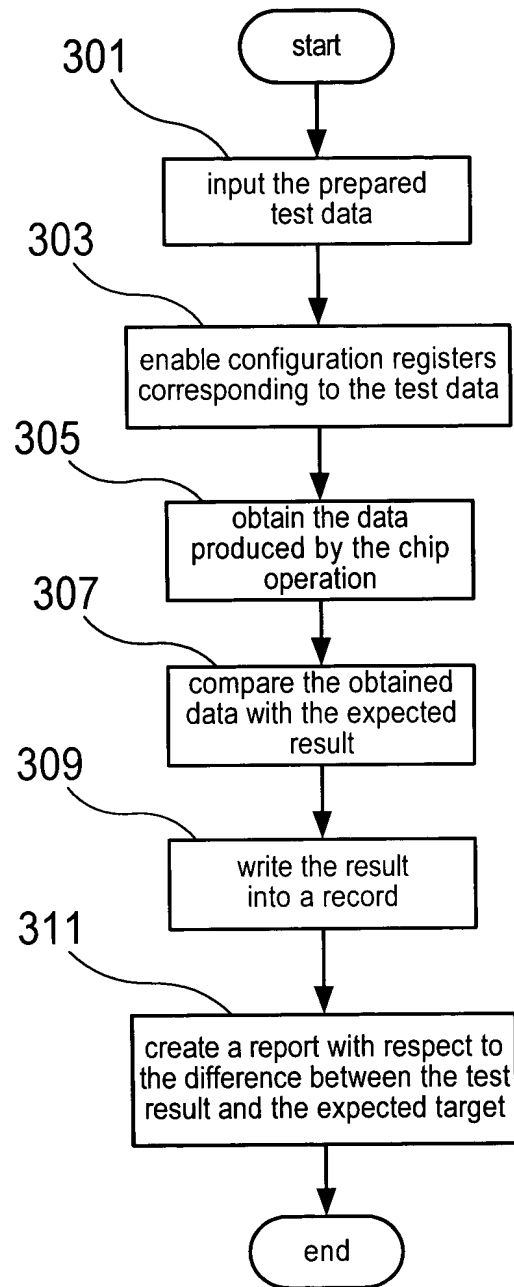 start
301
input the prepared
test data
303
enable configuration registers
corresponding to the test data
305
obtain the data
produced by the chip
operation
307
compare the obtained
data with the expected
result
309
write the result
into a record
311
create a report with respect to
the difference between the test
result and the expected target
end